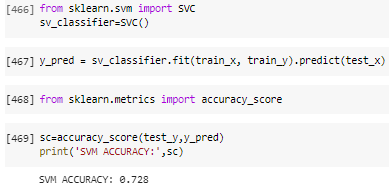 [466] from sklearn.svm import SVC
sv_classifier=SVC()
[467] y_pred = sv_classifier.fit(train_x, train_y).predict(test_x)
[468] from sklearn.metrics import accuracy_score
[469] sc=accuracy_score(test_y,y_pred)
print('SVM ACCURACY:',sc)
SVM ACCURACY: 0.728